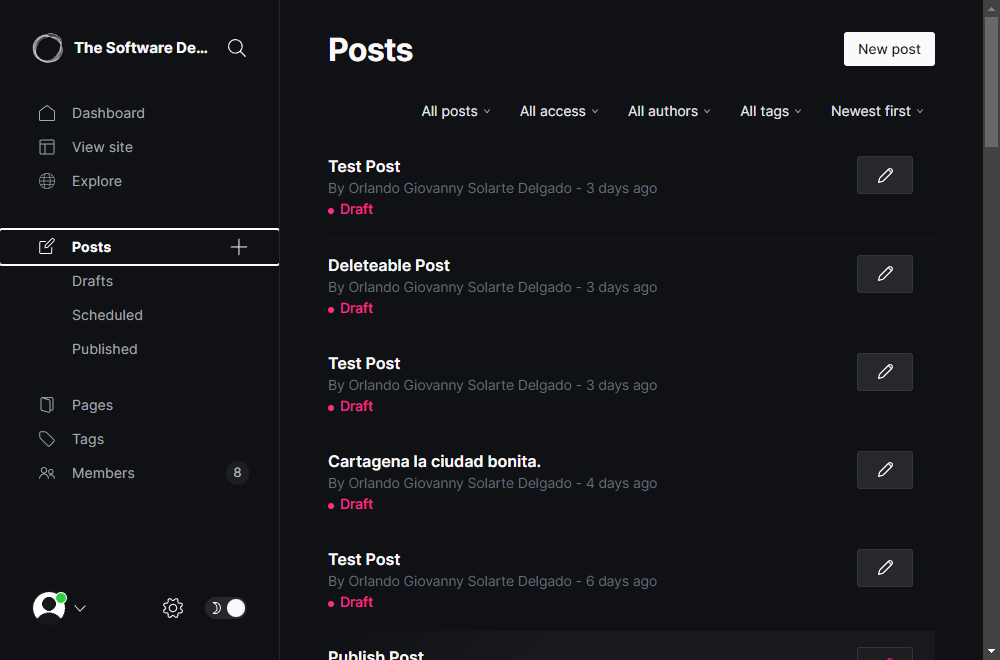 The Software De...
Dashboard
View site
Explore
Posts
Drafts
Scheduled
Published
Pages
Tags
Members 8
Posts
New post
All posts All access All authors All tags Newest first
Test Post
By Orlando Giovanny Solarte Delgado - 3 days ago
Draft
Deleteable Post
By Orlando Giovanny Solarte Delgado - 3 days ago
Draft
Test Post
By Orlando Giovanny Solarte Delgado - 3 days ago
Draft
Cartagena la ciudad bonita.
By Orlando Giovanny Solarte Delgado - 4 days ago
Draft
Test Post
By Orlando Giovanny Solarte Delgado - 6 days ago
Draft
Publish Post